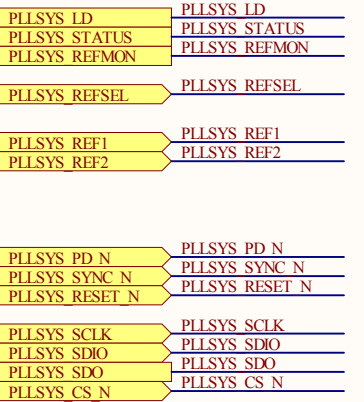 PLLSYS_LD PLLSYS_LD
PLLSYS_STATUS PLLSYS_STATUS
PLLSYS_REFMON PLLSYS_REFMON
PLLSYS_REFSEL PLLSYS_REFSEL
PLLSYS_REF1 PLLSYS_REF1
PLLSYS_REF2 PLLSYS_REF2
PLLSYS_PD_N PLLSYS_PD_N
PLLSYS_SYNC_N PLLSYS_SYNC_N
PLLSYS_RESET_N PLLSYS_RESET_N
PLLSYS_SCLK PLLSYS_SCLK
PLLSYS_SDIO PLLSYS_SDIO
PLLSYS_SDO PLLSYS_SDO
PLLSYS_CS_N PLLSYS_CS_N